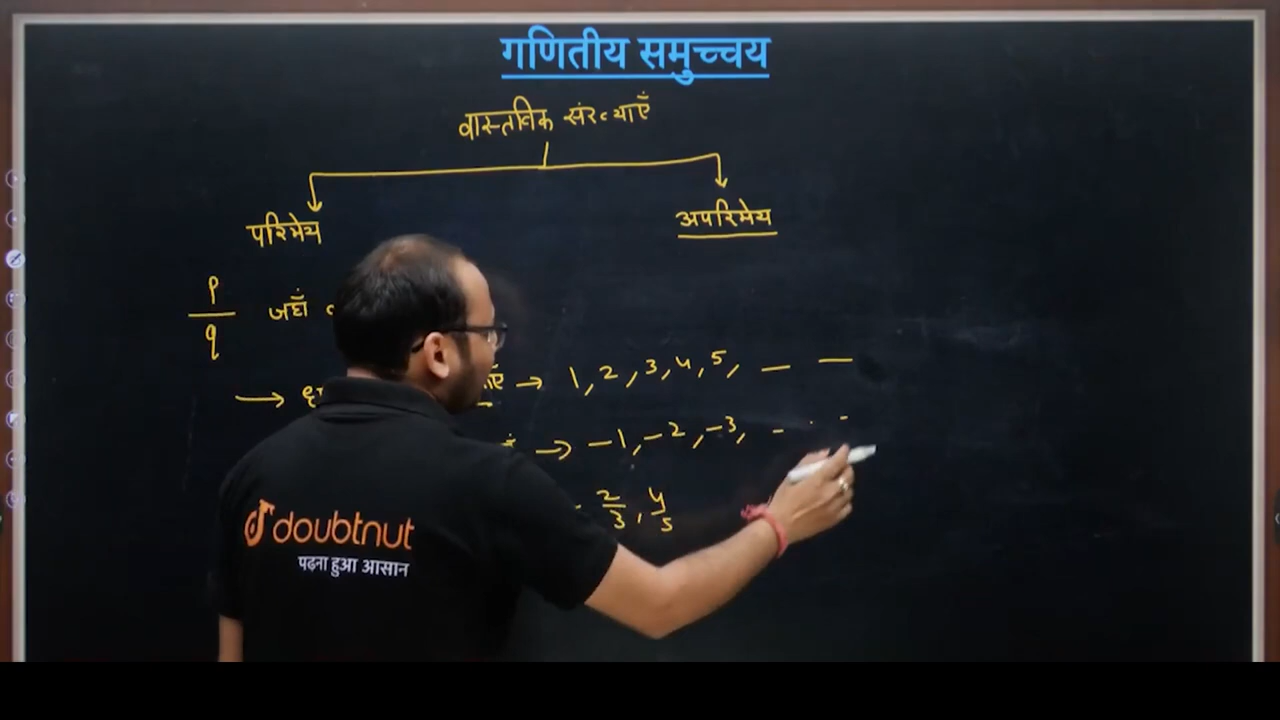 गणितीय समुच्चय
वास्तविक संख्याएँ
परिमेय
अपरिमेय
p
q
जहाँ
→ → 1, 2, 3, 4, 5, — —
→ -1, -2, -3, - - -
2/3, 4/5
doubtnut
पढ़ना हुआ आसान